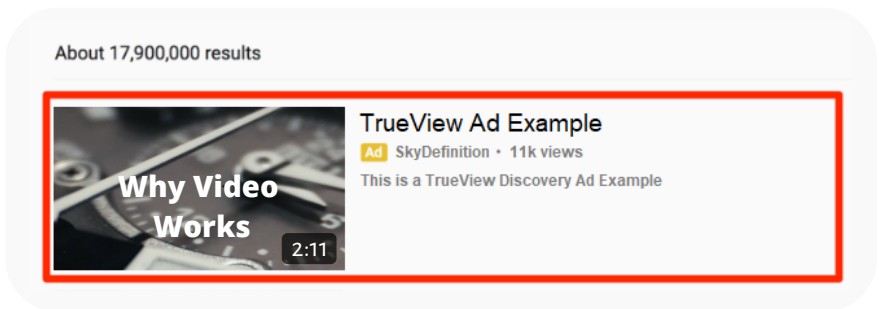 About 17,900,000 results
TrueView Ad Example
Ad SkyDefinition • 11k views
This is a TrueView Discovery Ad Example
Why Video
Works
2:11